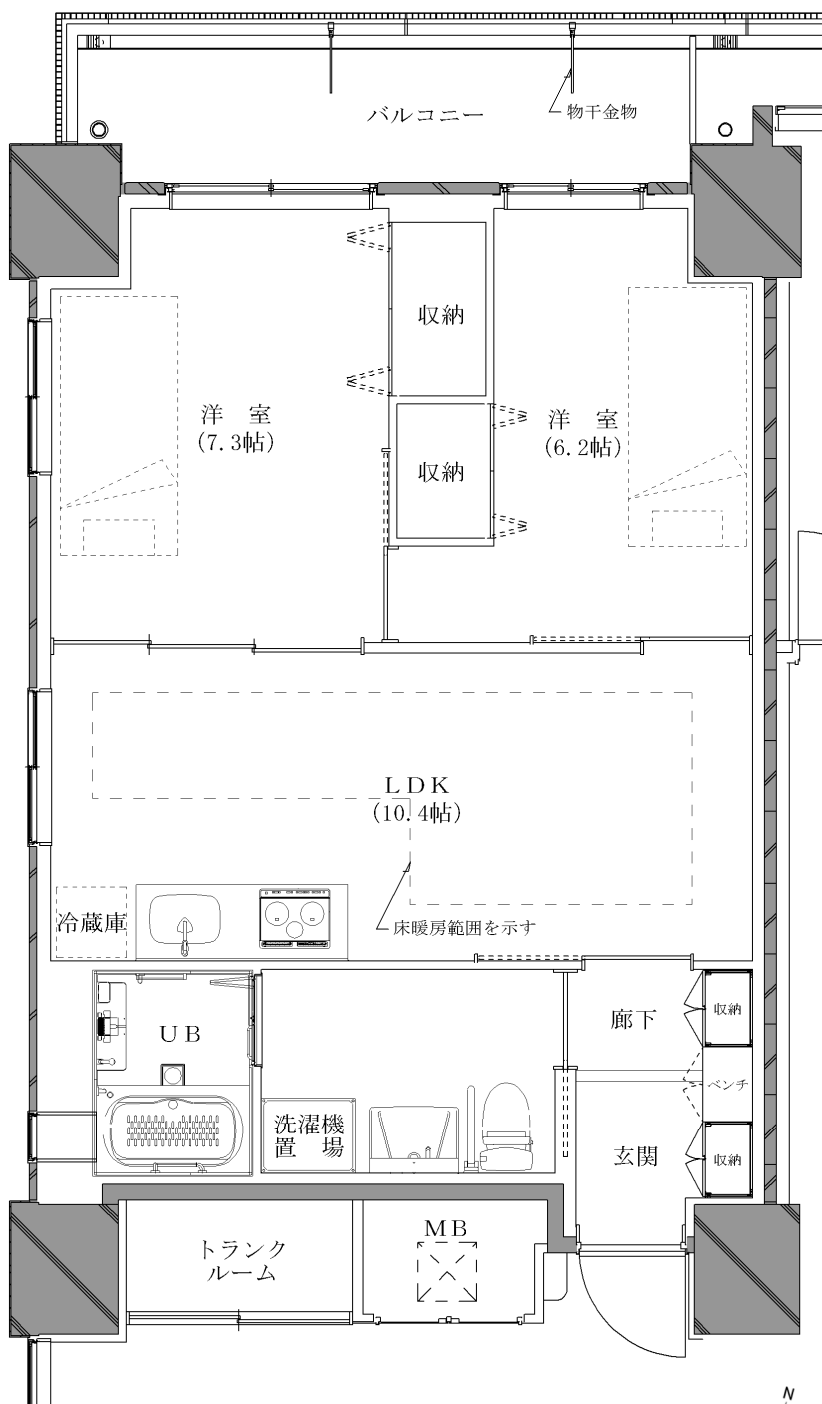 バルコニー
物干金物
収納
洋室
(7.3帖)
洋室
(6.2帖)
収納
LDK
(10.4帖)
冷蔵庫
床暖房範囲を示す
UB
廊下
収納
ベンチ
洗濯機
置場
玄関
収納
トランク
ルーム
MB
N